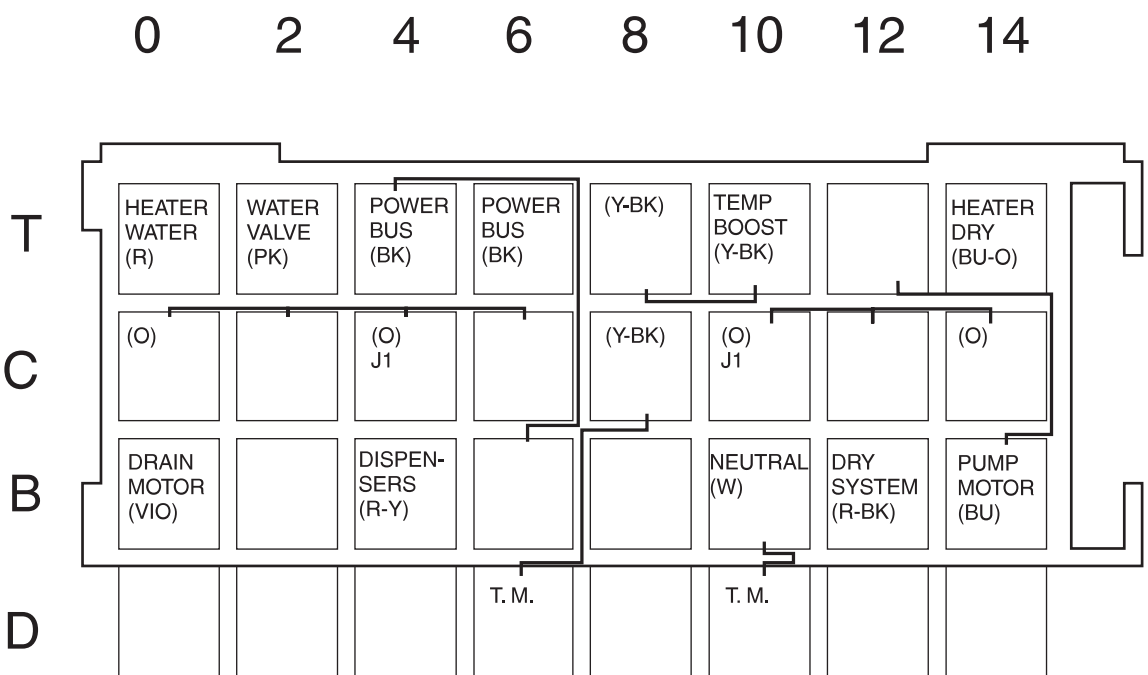 0 2 4 6 8 10 12 14
T
HEATER
WATER
(R)
WATER
VALVE
(PK)
POWER
BUS
(BK)
POWER
BUS
(BK)
(Y-BK)
TEMP
BOOST
(Y-BK)
HEATER
DRY
(BU-O)
C
(O)
(O)
J1
(Y-BK)
(O)
J1
(O)
B
DRAIN
MOTOR
(VIO)
DISPEN-
SERS
(R-Y)
NEUTRAL
(W)
DRY
SYSTEM
(R-BK)
PUMP
MOTOR
(BU)
D
T. M.
T. M.